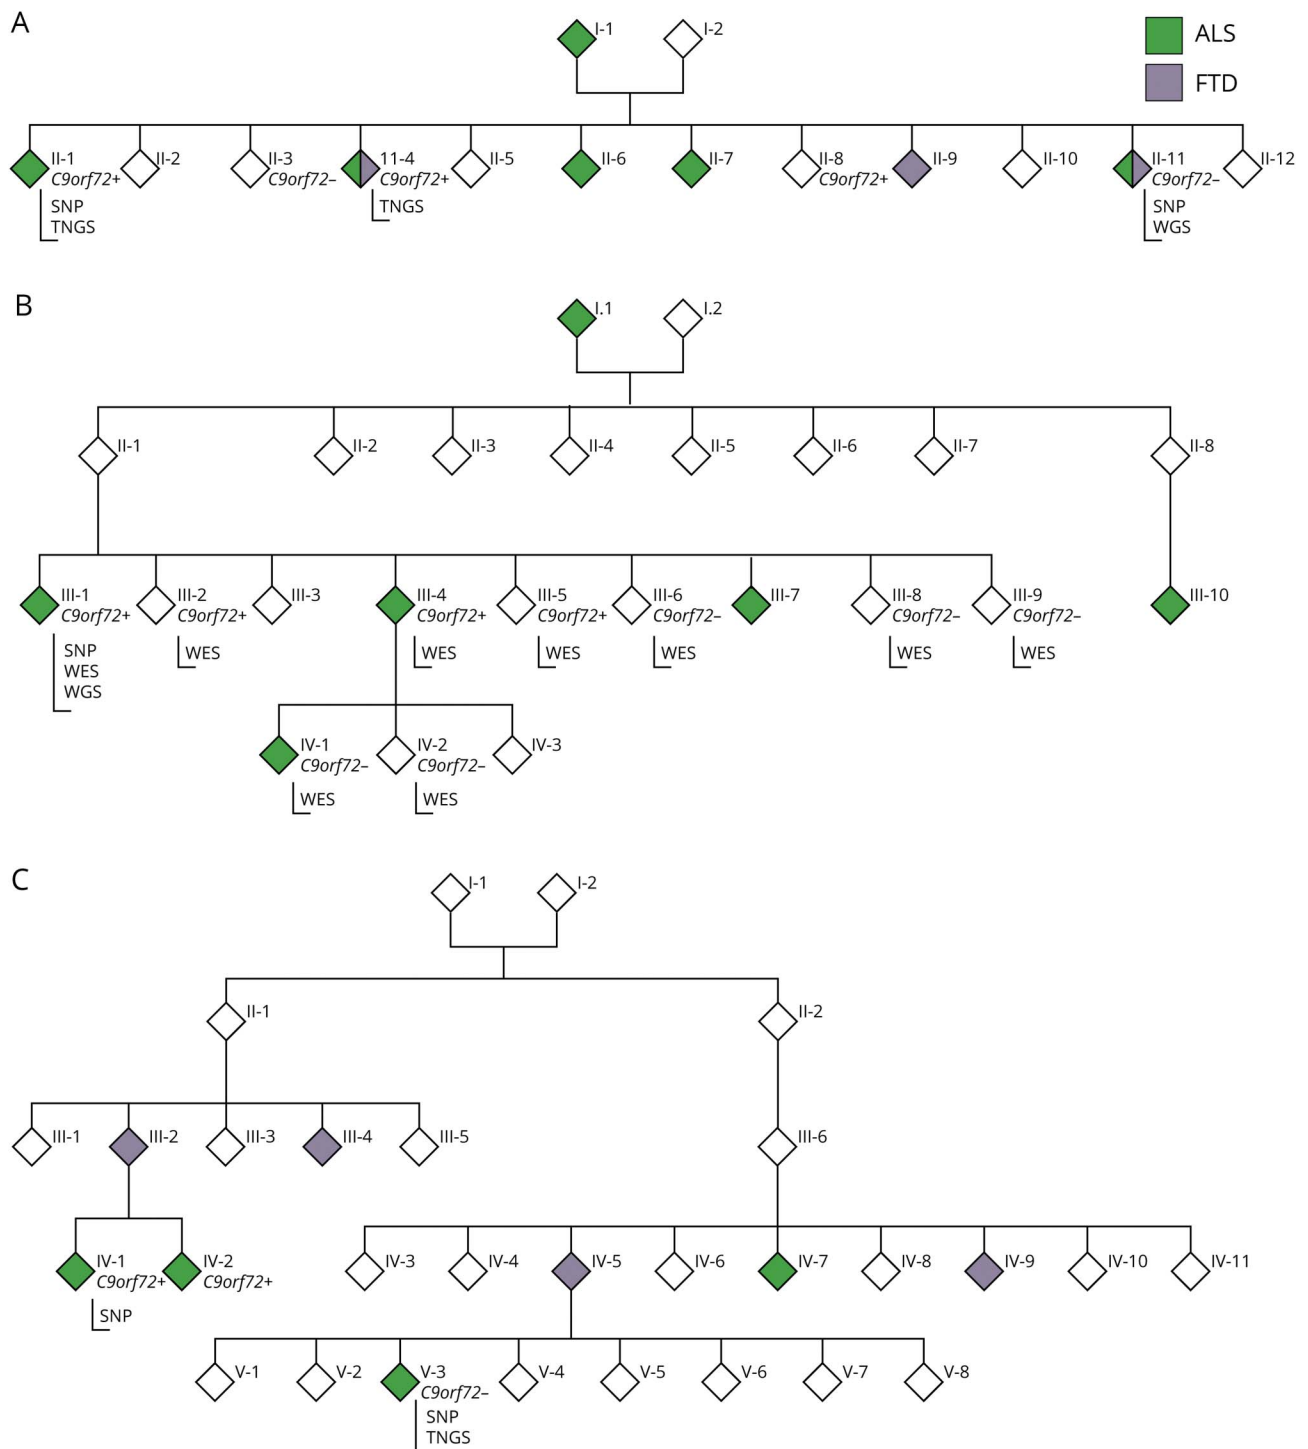 A
I-1
I-2
ALS
FTD
II-1
C9orf72+
SNP
TNGS
II-2
II-3
C9orf72–
11-4
C9orf72+
TNGS
II-5
II-6
II-7
II-8
C9orf72+
II-9
II-10
II-11
C9orf72–
SNP
WGS
II-12
B
I.1
I.2
II-1
II-2
II-3
II-4
II-5
II-6
II-7
II-8
III-1
C9orf72+
SNP
WES
WGS
III-2
C9orf72+
WES
III-3
III-4
C9orf72+
WES
III-5
C9orf72+
WES
III-6
C9orf72–
WES
III-7
III-8
C9orf72–
WES
III-9
C9orf72–
WES
III-10
IV-1
C9orf72–
WES
IV-2
C9orf72–
WES
IV-3
C
I-1
I-2
II-1
II-2
III-1
III-2
III-3
III-4
III-5
III-6
IV-1
C9orf72+
SNP
IV-2
C9orf72+
IV-3
IV-4
IV-5
IV-6
IV-7
IV-8
IV-9
IV-10
IV-11
V-1
V-2
V-3
C9orf72–
SNP
TNGS
V-4
V-5
V-6
V-7
V-8